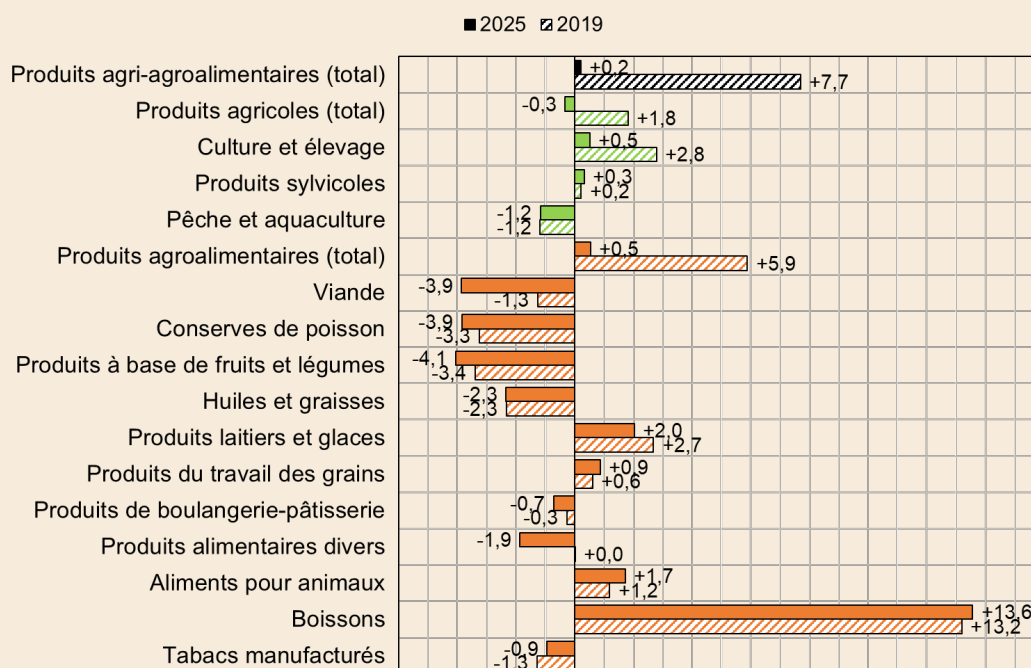 2025 2019
Produits agri-agroalimentaires (total) +0,2 +7,7
Produits agricoles (total) -0,3 +1,8
Culture et élevage +0,5 +2,8
Produits sylvicoles +0,3 +0,2
Pêche et aquaculture -1,2 -1,2
Produits agroalimentaires (total) +0,5 +5,9
Viande -3,9 -1,3
Conserves de poisson -3,9 -3,3
Produits à base de fruits et légumes -4,1 -3,4
Huiles et graisses -2,3 -2,3
Produits laitiers et glaces +2,0 +2,7
Produits du travail des grains +0,9 +0,6
Produits de boulangerie-pâtisserie -0,7 -0,3
Produits alimentaires divers -1,9 +0,0
Aliments pour animaux +1,7 +1,2
Boissons +13,6 +13,2
Tabacs manufacturés -0,9 -1,3